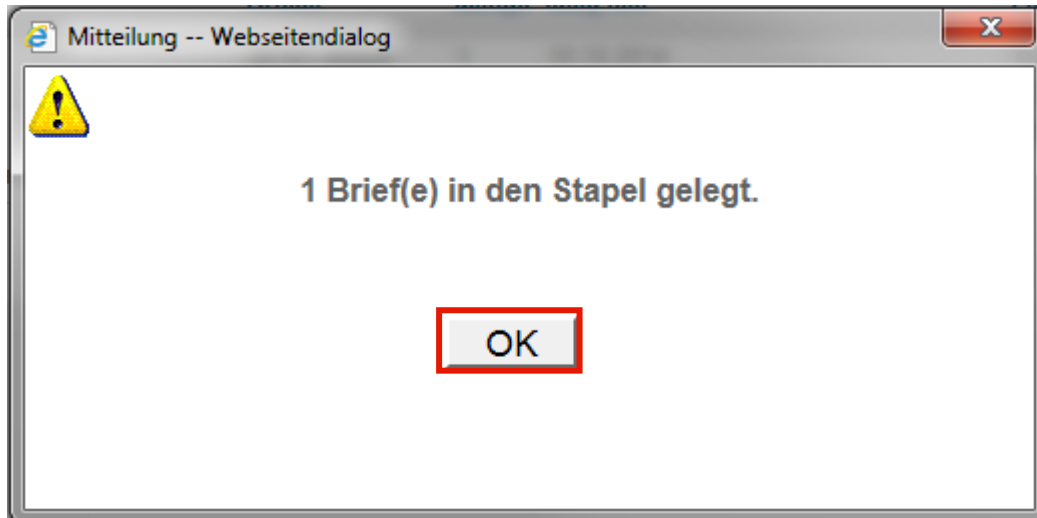 Mitteilung -- Webseitendialog
1 Brief(e) in den Stapel gelegt.
OK